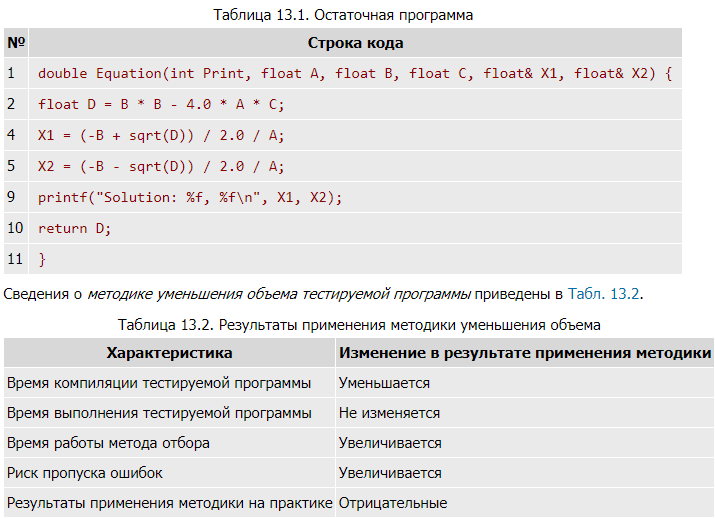 Таблица 13.1. Остаточная программа
№ Строка кода
1 double Equation(int Print, float A, float B, float C, float& X1, float& X2) {
2 float D = B * B - 4.0 * A * C;
4 X1 = (-B + sqrt(D)) / 2.0 / A;
5 X2 = (-B - sqrt(D)) / 2.0 / A;
9 printf("Solution: %f, %f\n", X1, X2);
10 return D;
11 }
Сведения о методике уменьшения объема тестируемой программы приведены в Табл. 13.2.
Таблица 13.2. Результаты применения методики уменьшения объема
Характеристика Изменение в результате применения методики
Время компиляции тестируемой программы Уменьшается
Время выполнения тестируемой программы Не изменяется
Время работы метода отбора Увеличивается
Риск пропуска ошибок Увеличивается
Результаты применения методики на практике Отрицательные